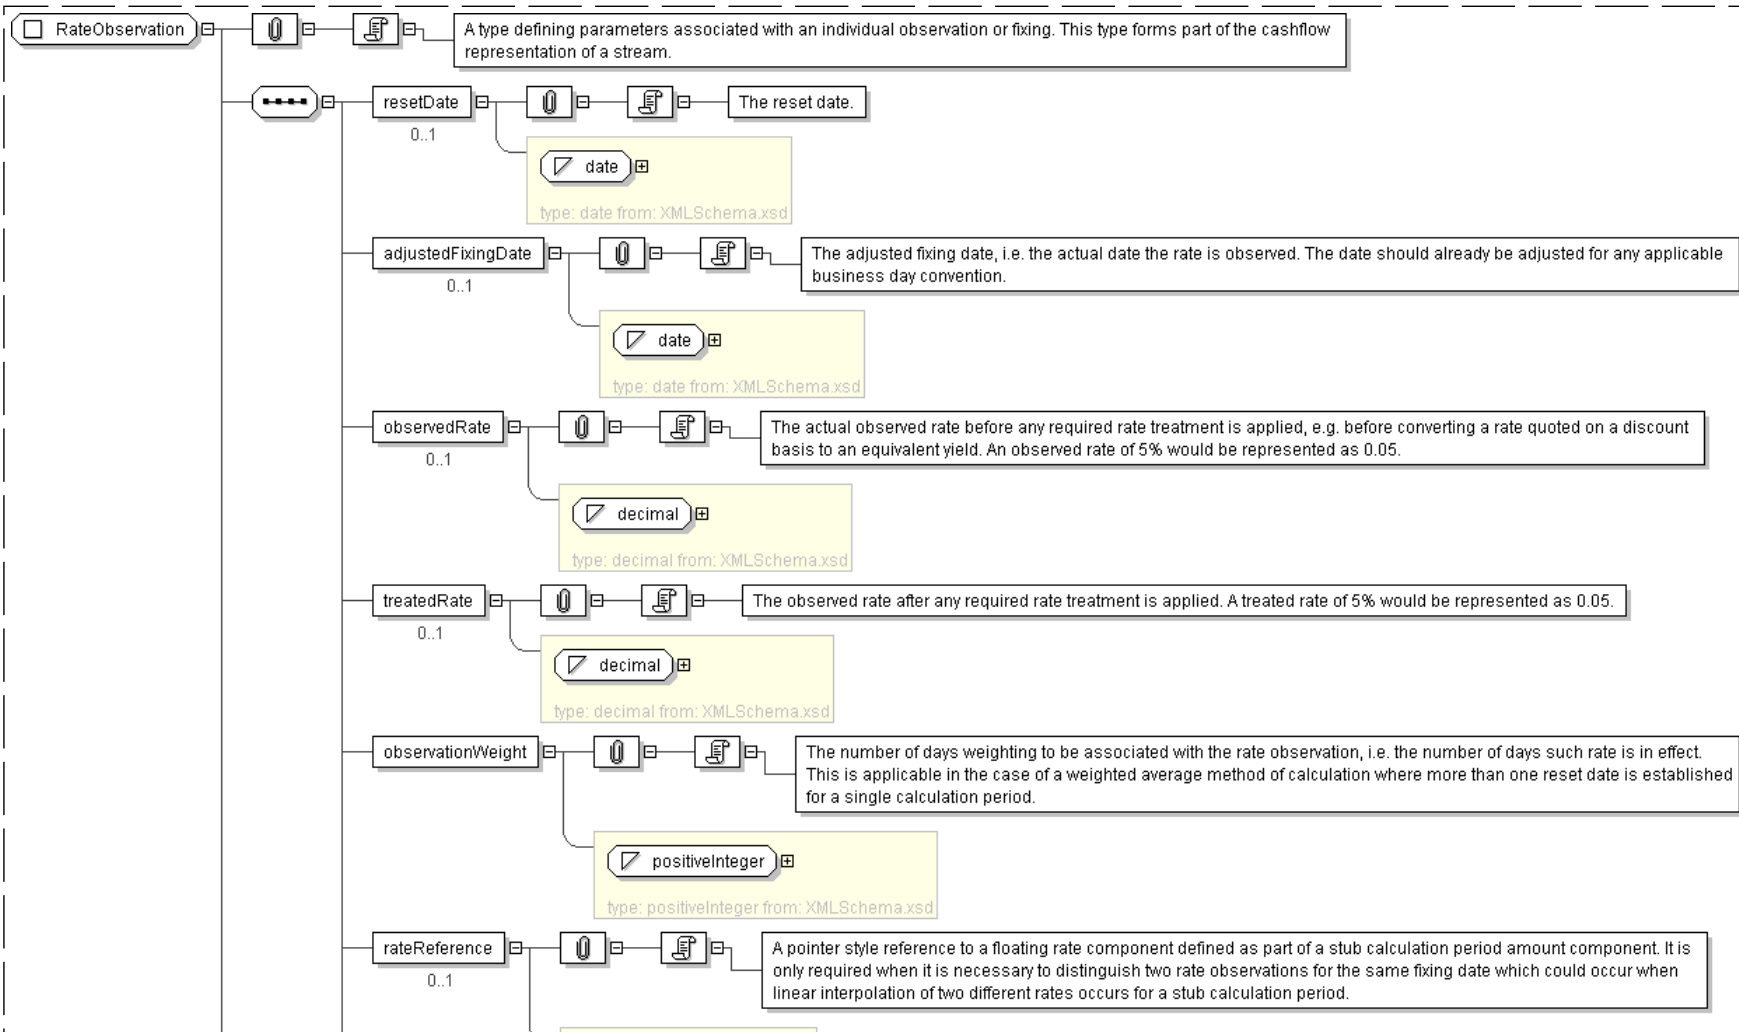 RateObservation
A type defining parameters associated with an individual observation or fixing. This type forms part of the cashflow
representation of a stream.
resetDate
The reset date.
0..1
date
type: date from: XMLSchema.xsd
adjustedFixingDate
The adjusted fixing date, i.e. the actual date the rate is observed. The date should already be adjusted for any applicable
business day convention.
0..1
date
type: date from: XMLSchema.xsd
observedRate
The actual observed rate before any required rate treatment is applied, e.g. before converting a rate quoted on a discount
basis to an equivalent yield. An observed rate of 5% would be represented as 0.05.
0..1
decimal
type: decimal from: XMLSchema.xsd
treatedRate
The observed rate after any required rate treatment is applied. A treated rate of 5% would be represented as 0.05.
0..1
decimal
type: decimal from: XMLSchema.xsd
observationWeight
The number of days weighting to be associated with the rate observation, i.e. the number of days such rate is in effect.
This is applicable in the case of a weighted average method of calculation where more than one reset date is established
for a single calculation period.
positiveInteger
type: positiveInteger from: XMLSchema.xsd
rateReference
A pointer style reference to a floating rate component defined as part of a stub calculation period amount component. It is
only required when it is necessary to distinguish two rate observations for the same fixing date which could occur when
linear interpolation of two different rates occurs for a stub calculation period.
0..1